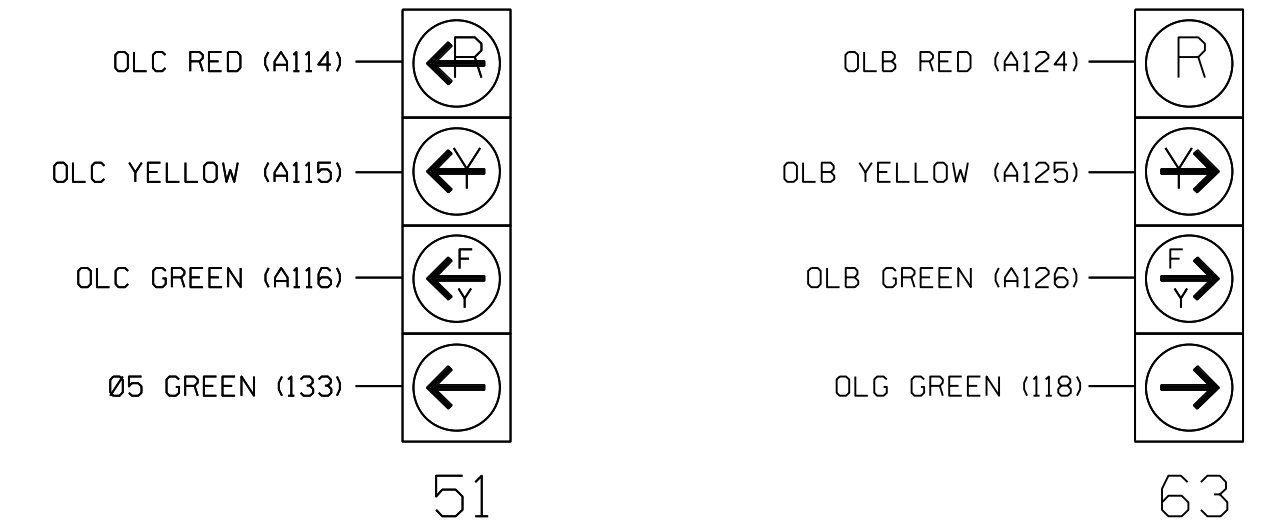 OLC RED (A114)
R
OLC YELLOW (A115)
Y
OLC GREEN (A116)
F
Y
Ø5 GREEN (133)
51
OLB RED (A124)
R
OLB YELLOW (A125)
Y
OLB GREEN (A126)
F
Y
OLG GREEN (118)
63